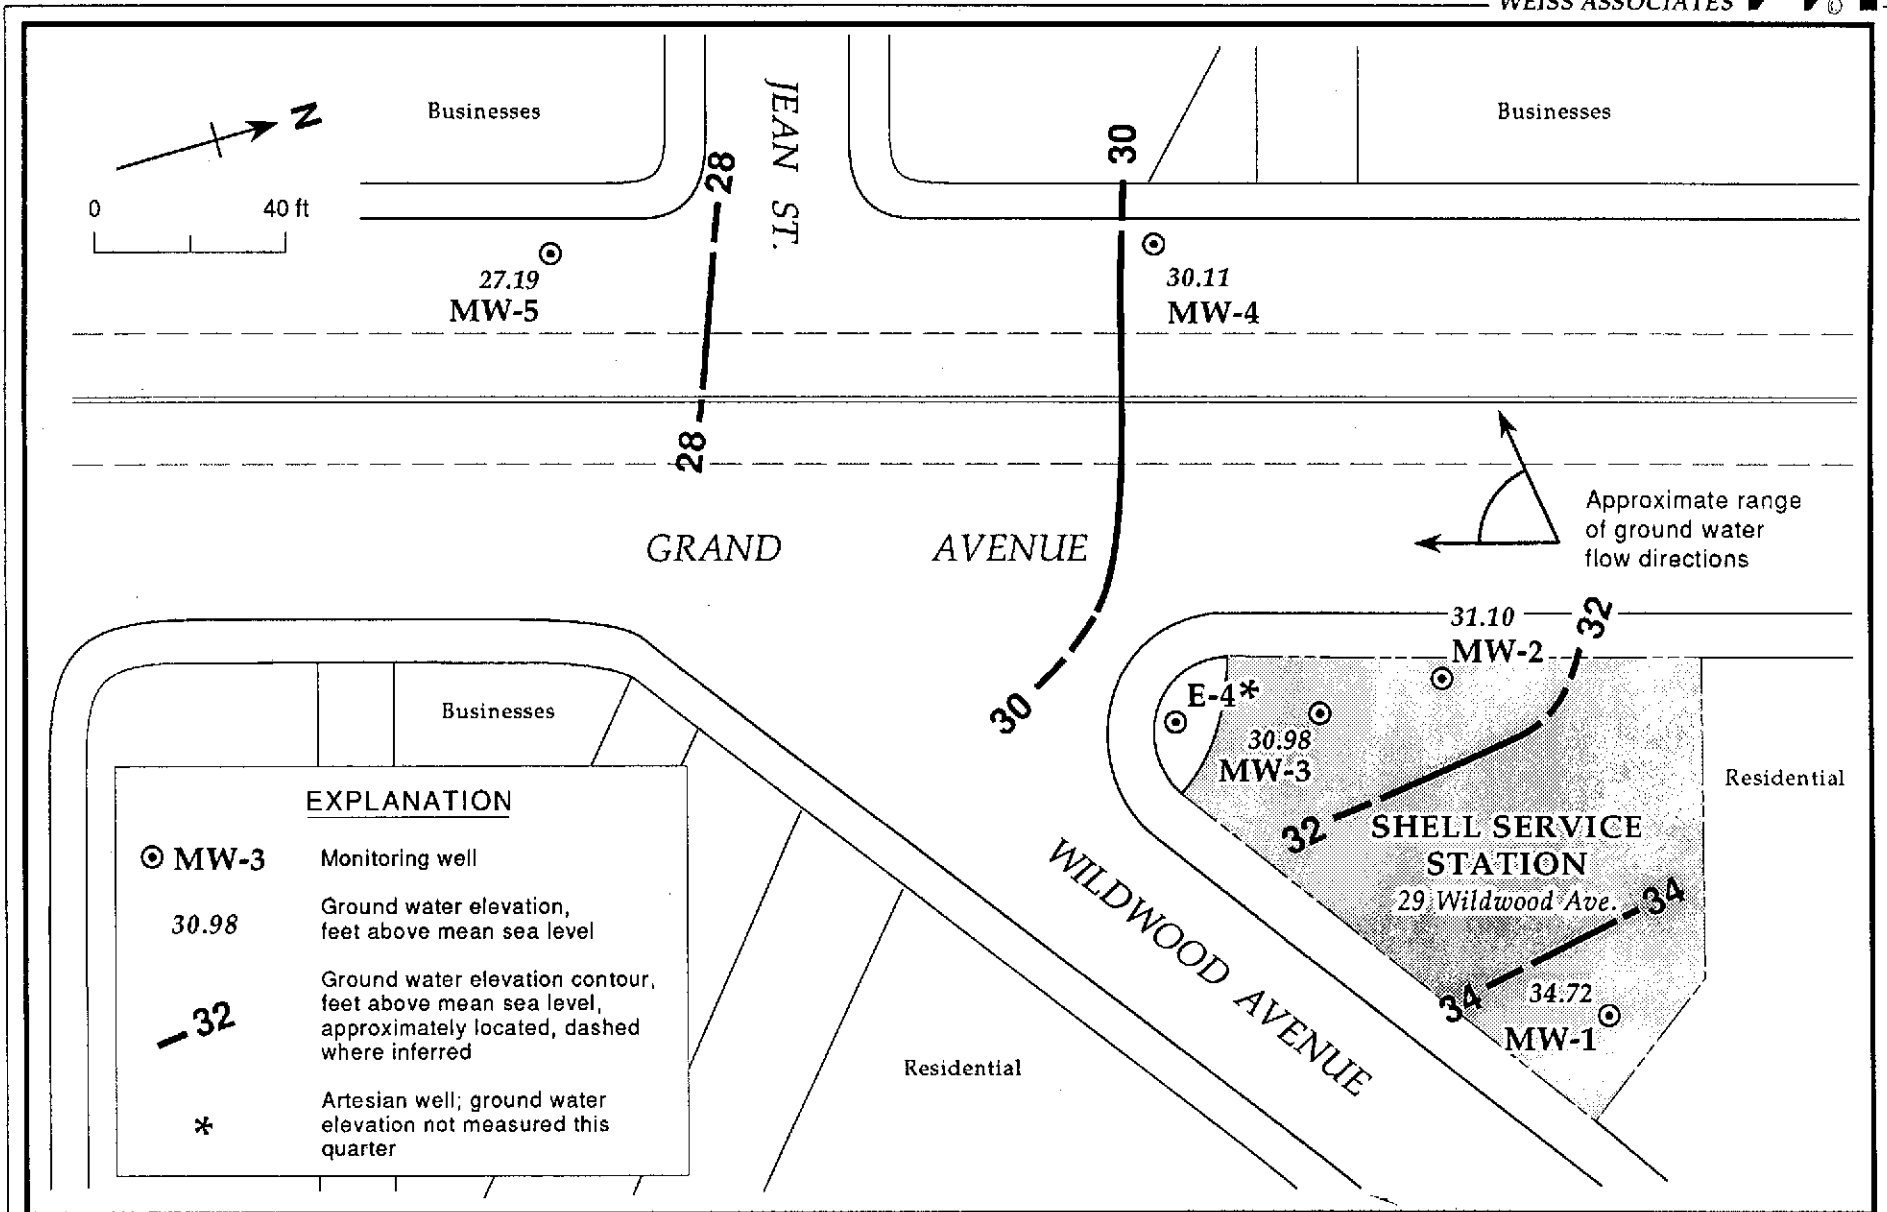 WEISS ASSOCIATES
©
N
0 40 ft
Businesses
JEAN ST.
Businesses
28
30
27.19
MW-5
30.11
MW-4
28
GRAND AVENUE
Approximate range
of ground water
flow directions
32
31.10
MW-2
30
E-4*
30.98
MW-3
Businesses
Residential
32
SHELL SERVICE
STATION
29 Wildwood Ave.
34
34
34.72
MW-1
WILDWOOD AVENUE
Residential
EXPLANATION
MW-3 Monitoring well
30.98 Ground water elevation,
feet above mean sea level
32 Ground water elevation contour,
feet above mean sea level,
approximately located, dashed
where inferred
* Artesian well; ground water
elevation not measured this
quarter